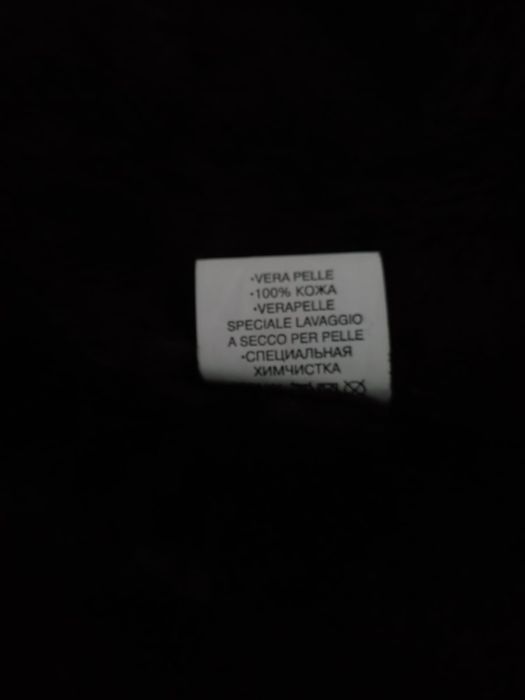 ·VERA PELLE
·100% КОЖА
·VERAPELLE
SPECIALE LAVAGGIO
A SECCO PER PELLE
·СПЕЦИАЛЬНАЯ
ХИМЧИСТКА